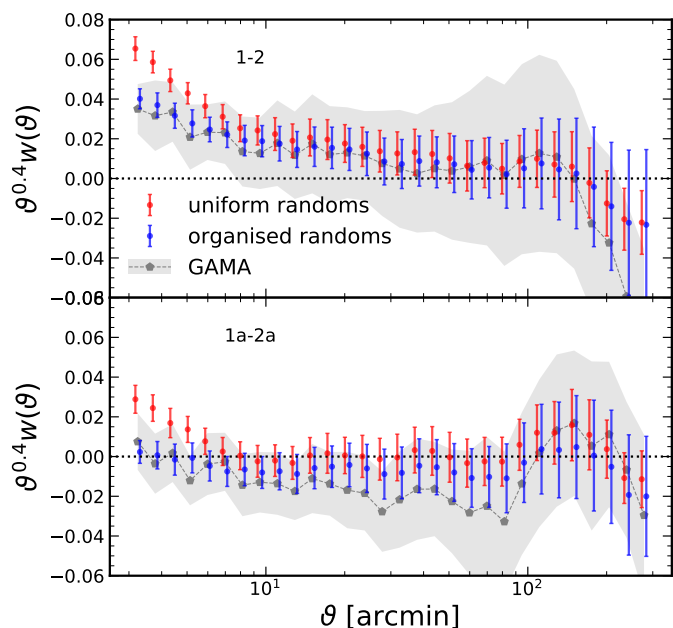 0.08
0.06
0.04
0.02
0.00
−0.02
−0.04
ϑ^0.4 w(ϑ)
1-2
uniform randoms
organised randoms
GAMA
0.06
0.04
0.02
0.00
−0.02
−0.04
−0.06
ϑ^0.4 w(ϑ)
1a-2a
10^1
10^2
ϑ [arcmin]